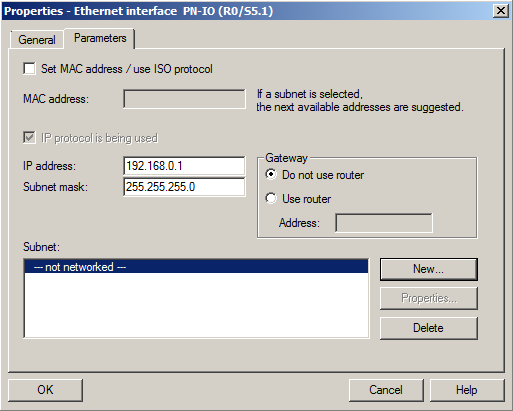 Properties - Ethernet interface  PN-IO (R0/S5.1)
General
Parameters
Set MAC address / use ISO protocol
MAC address:
If a subnet is selected,
the next available addresses are suggested.
IP protocol is being used
IP address:
192.168.0.1
Subnet mask:
255.255.255.0
Gateway
Do not use router
Use router
Address:
Subnet:
--- not networked ---
New...
Properties...
Delete
OK
Cancel
Help